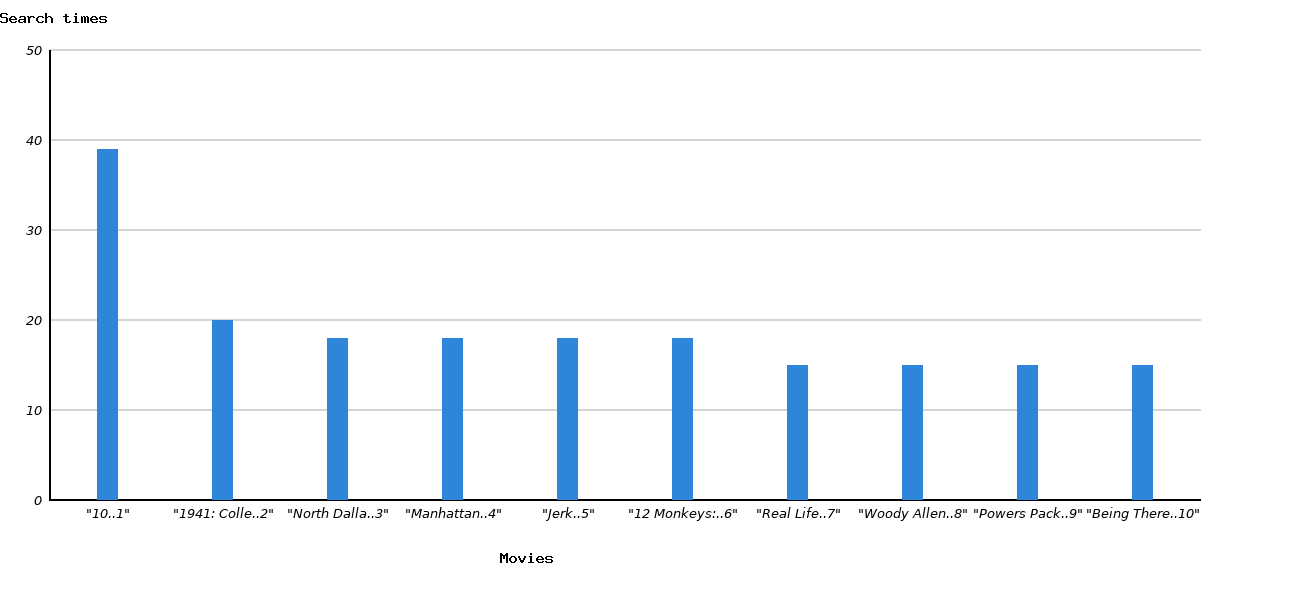 Search times
50
40
30
20
10
0
"10..1" "1941: Colle..2" "North Dalla..3" "Manhattan..4" "Jerk..5" "12 Monkeys:..6" "Real Life..7" "Woody Allen..8" "Powers Pack..9" "Being There..10"
Movies